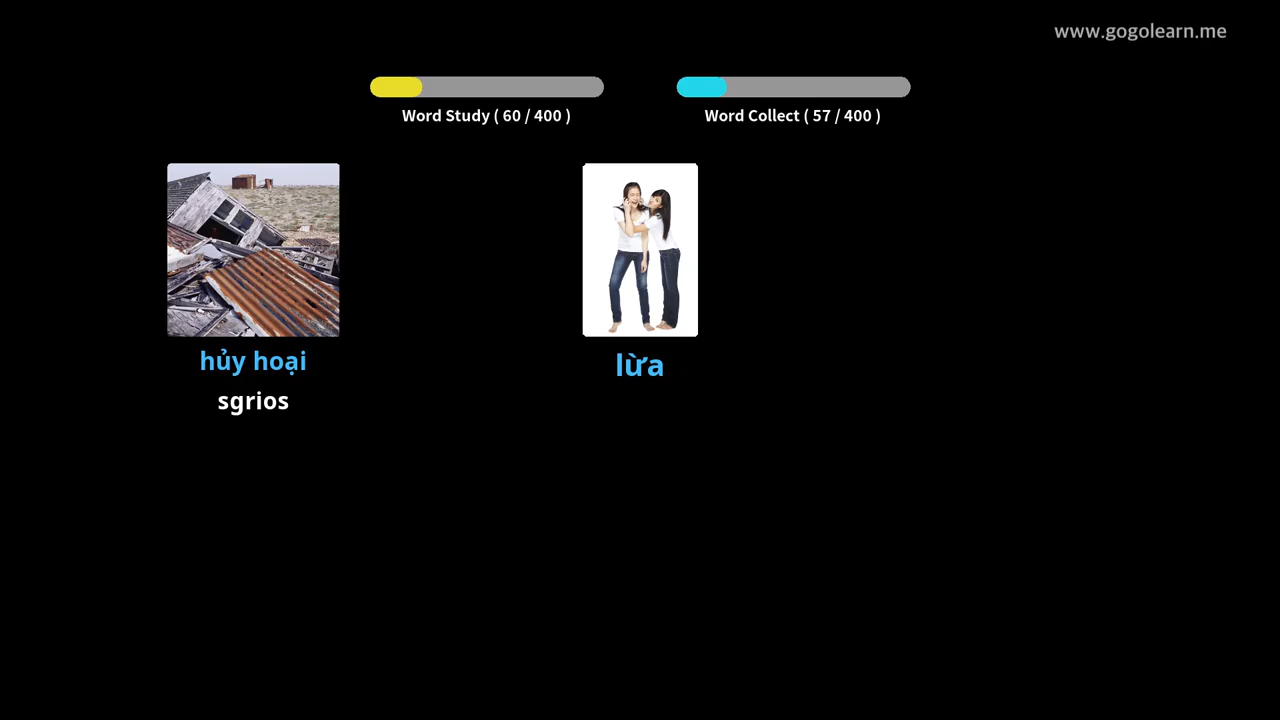 www.gogolearn.me
Word Study ( 60 / 400 )
Word Collect ( 57 / 400 )
hủy hoại
sgrios
lừa